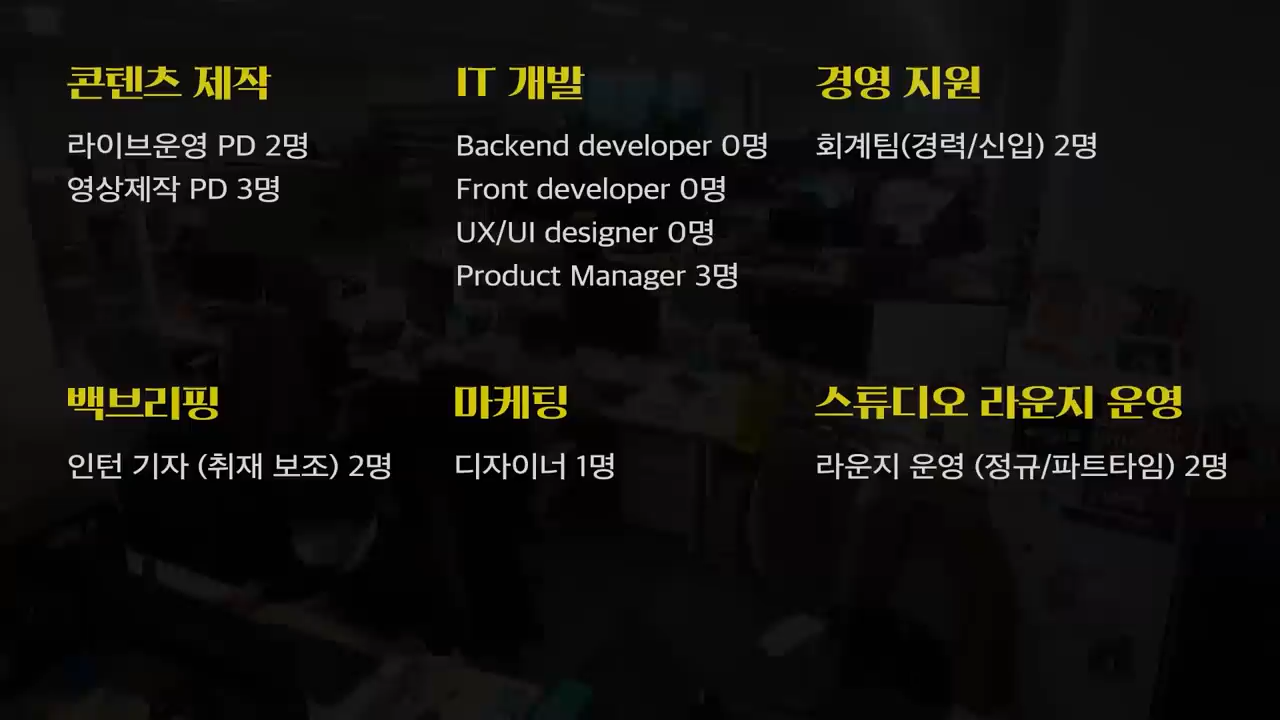 콘텐츠 제작
라이브운영 PD 2명
영상제작 PD 3명
IT 개발
Backend developer 0명
Front developer 0명
UX/UI designer 0명
Product Manager 3명
경영 지원
회계팀(경력/신입) 2명
백브리핑
인턴 기자 (취재 보조) 2명
마케팅
디자이너 1명
스튜디오 라운지 운영
라운지 운영 (정규/파트타임) 2명